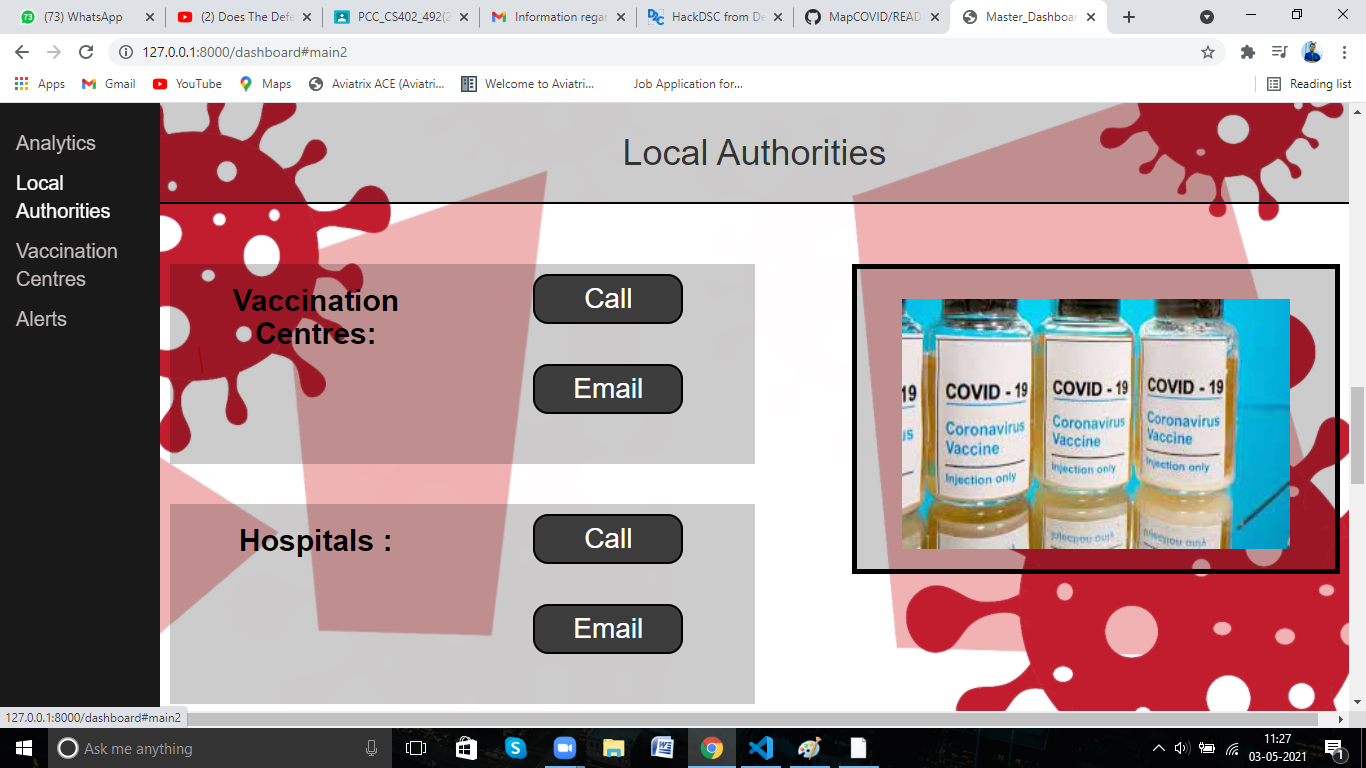 (73) WhatsApp
(2) Does The Defe
PCC_CS402_492(2
Information regar
HackDSC from De
MapCOVID/READ
Master_Dashboar
127.0.0.1:8000/dashboard#main2
Apps
Gmail
YouTube
Maps
Aviatrix ACE (Aviatri...
Welcome to Aviatri...
Job Application for...
Reading list
Analytics
Local
Authorities
Vaccination
Centres
Alerts
Local Authorities
Vaccination
Centres:
Call
Email
Hospitals :
Call
Email
19
us
COVID - 19
Coronavirus
Vaccine
Injection only
COVID - 19
Coronavirus
Vaccine
Injection only
COVID - 19
Coronavirus
Vaccine
Injection only
127.0.0.1:8000/dashboard#main2
Ask me anything
11:27
03-05-2021
1